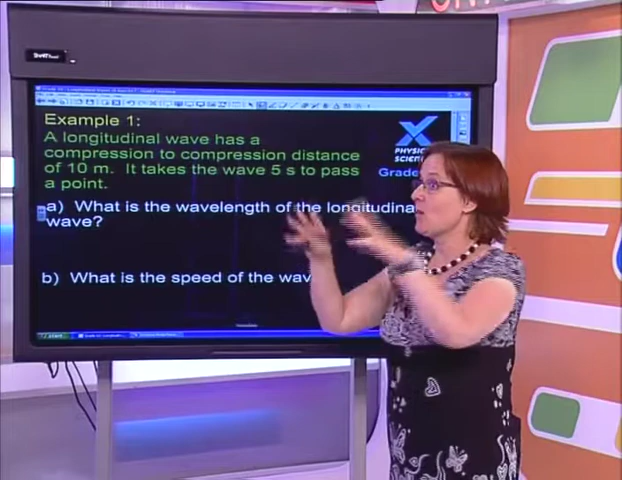 Example 1:
A longitudinal wave has a
compression to compression distance
of 10 m. It takes the wave 5 s to pass
a point.
a) What is the wavelength of the longitudina
wave?
b) What is the speed of the wav
X
PHYSIC
SCIEN
Grade